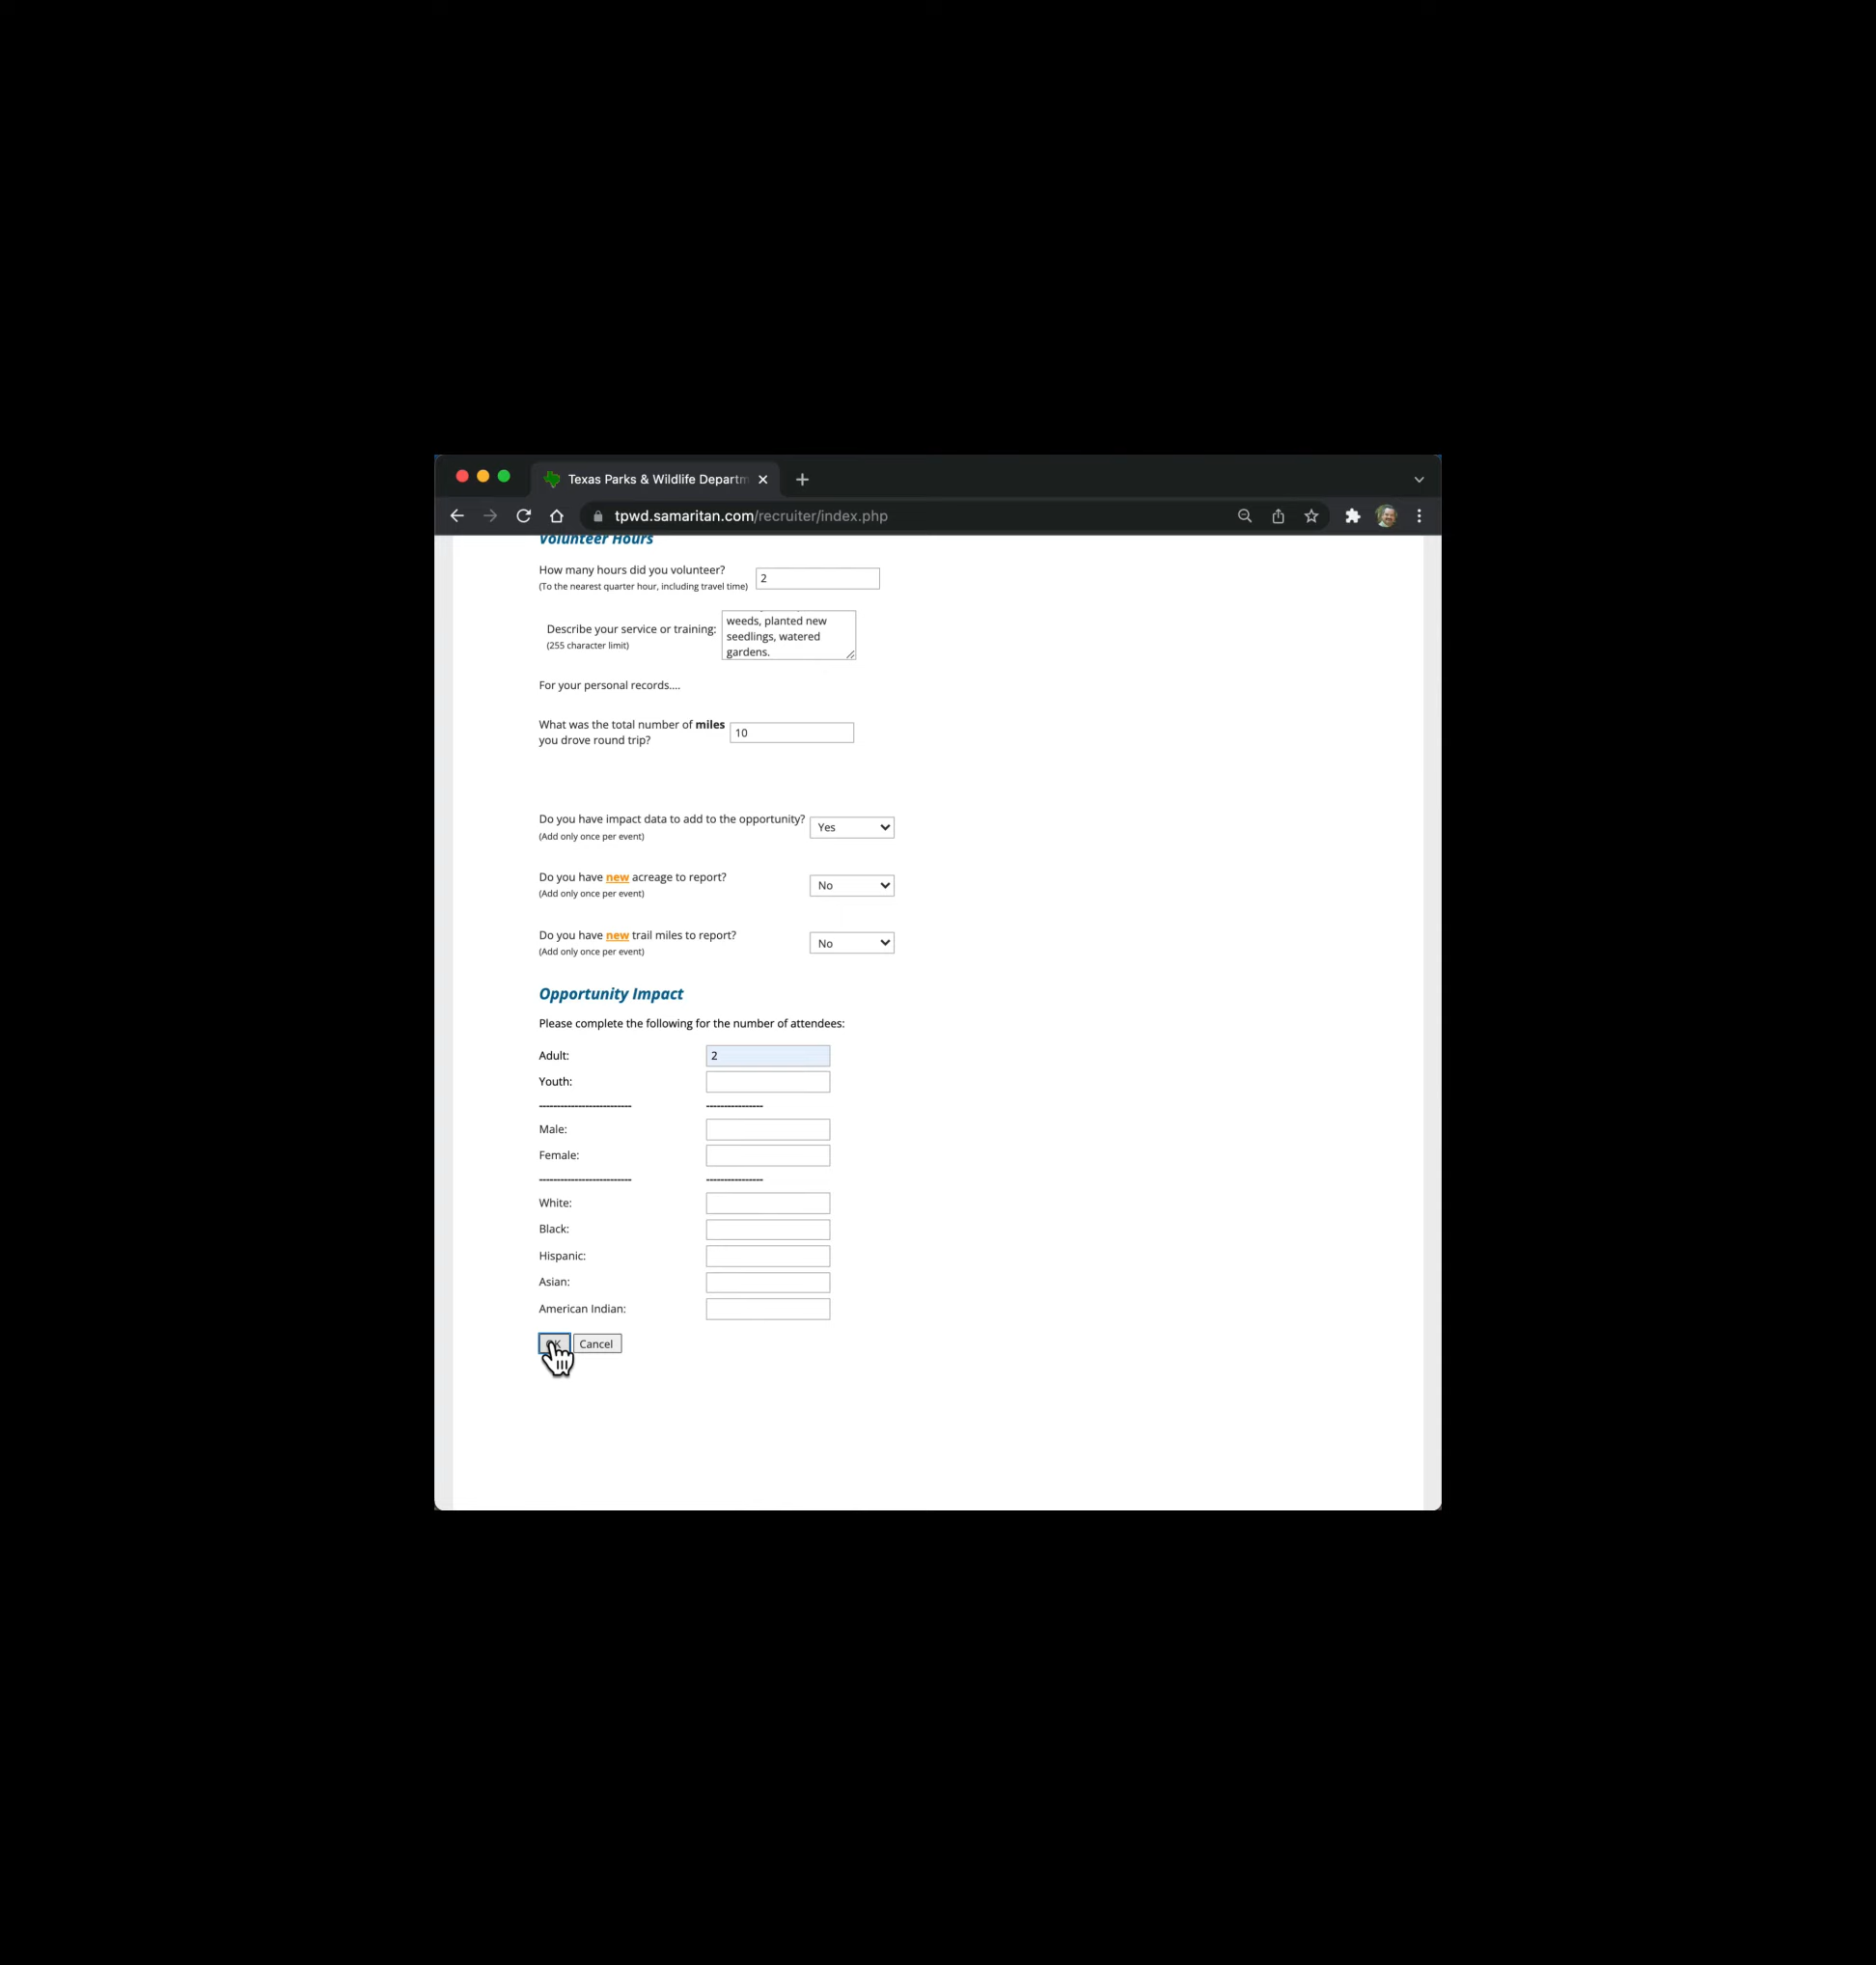 Texas Parks & Wildlife Departm
tpwd.samaritan.com/recruiter/index.php
Volunteer Hours
How many hours did you volunteer?
(To the nearest quarter hour, including travel time)
2
weeds, planted new
Describe your service or training:
seedlings, watered
(255 character limit)
gardens.
For your personal records....
What was the total number of miles
you drove round trip?
10
Do you have impact data to add to the opportunity?
(Add only once per event)
Yes
Do you have new acreage to report?
(Add only once per event)
No
Do you have new trail miles to report?
(Add only once per event)
No
Opportunity Impact
Please complete the following for the number of attendees:
Adult: 2
Youth:
-------------------------- ----------------
Male:
Female:
-------------------------- ----------------
White:
Black:
Hispanic:
Asian:
American Indian:
Cancel